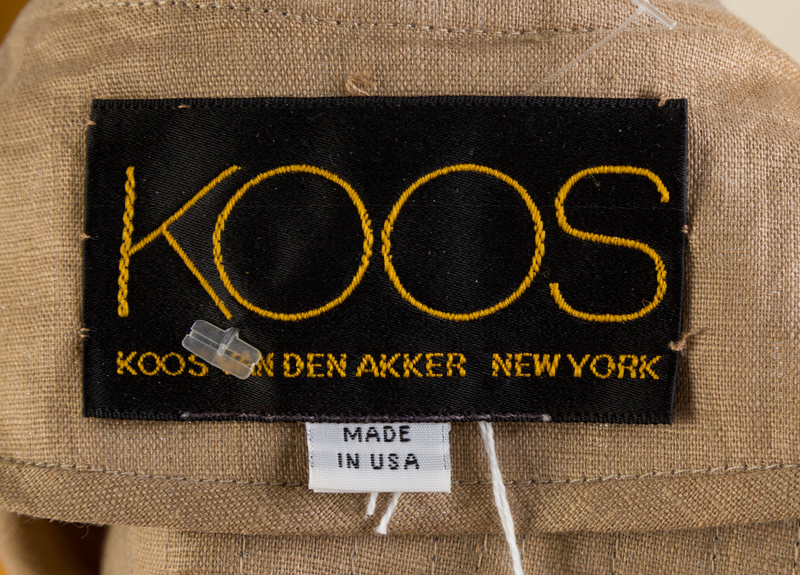 KOOS
KOOS N DEN AKKER NEW YORK
MADE
IN USA